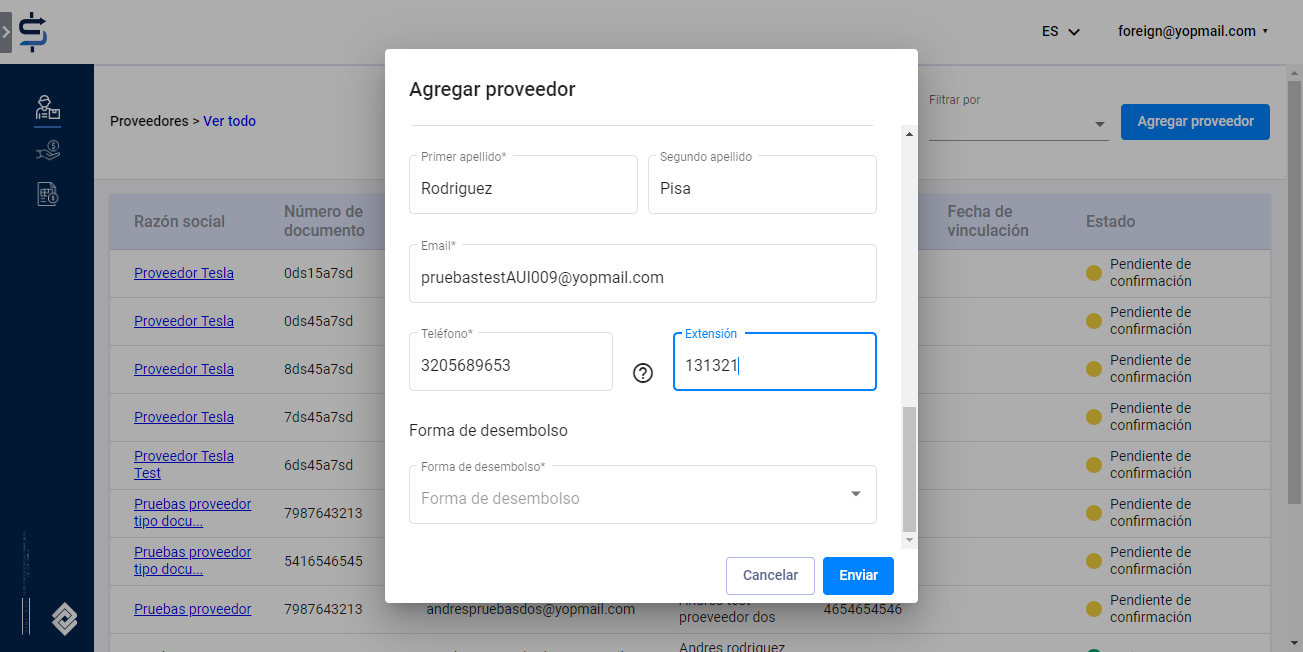 ES
foreign@yopmail.com
Proveedores > Ver todo
Filtrar por
Agregar proveedor
Razón social
Número de
documento
Fecha de
vinculación
Estado
Proveedor Tesla
0ds15a7sd
Pendiente de
confirmación
Proveedor Tesla
0ds45a7sd
Pendiente de
confirmación
Proveedor Tesla
8ds45a7sd
Pendiente de
confirmación
Proveedor Tesla
7ds45a7sd
Pendiente de
confirmación
Proveedor Tesla
Test
6ds45a7sd
Pendiente de
confirmación
Pruebas proveedor
tipo docu...
7987643213
Pendiente de
confirmación
Pruebas proveedor
tipo docu...
5416546545
Pendiente de
confirmación
Pruebas proveedor
7987643213
andrespruebasdos@yopmail.com
Andres test
proeveedor dos
4654654546
Pendiente de
confirmación
Andres rodriguez
Agregar proveedor
Primer apellido*
Rodriguez
Segundo apellido
Pisa
Email*
pruebastestAUI009@yopmail.com
Teléfono*
3205689653
Extensión
131321
Forma de desembolso
Forma de desembolso*
Forma de desembolso
Cancelar
Enviar